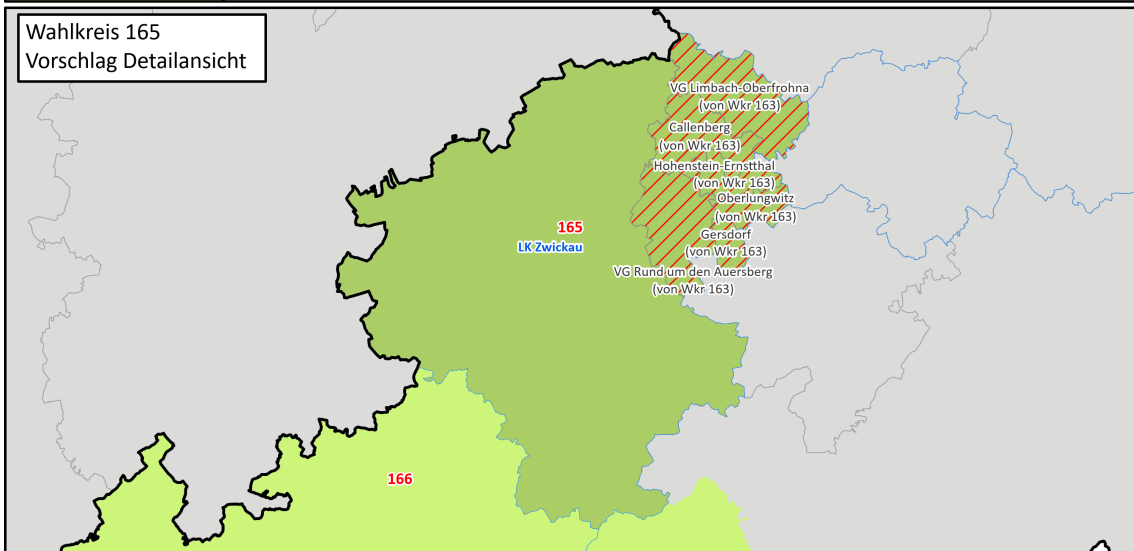 Wahlkreis 165
Vorschlag Detailansicht
VG Limbach-Oberfrohna
(von Wkr 163)
Callenberg
(von Wkr 163)
Hohenstein-Ernstthal
(von Wkr 163)
Oberlungwitz
(von Wkr 163)
165
LK Zwickau
Gersdorf
(von Wkr 163)
VG Rund um den Auersberg
(von Wkr 163)
166